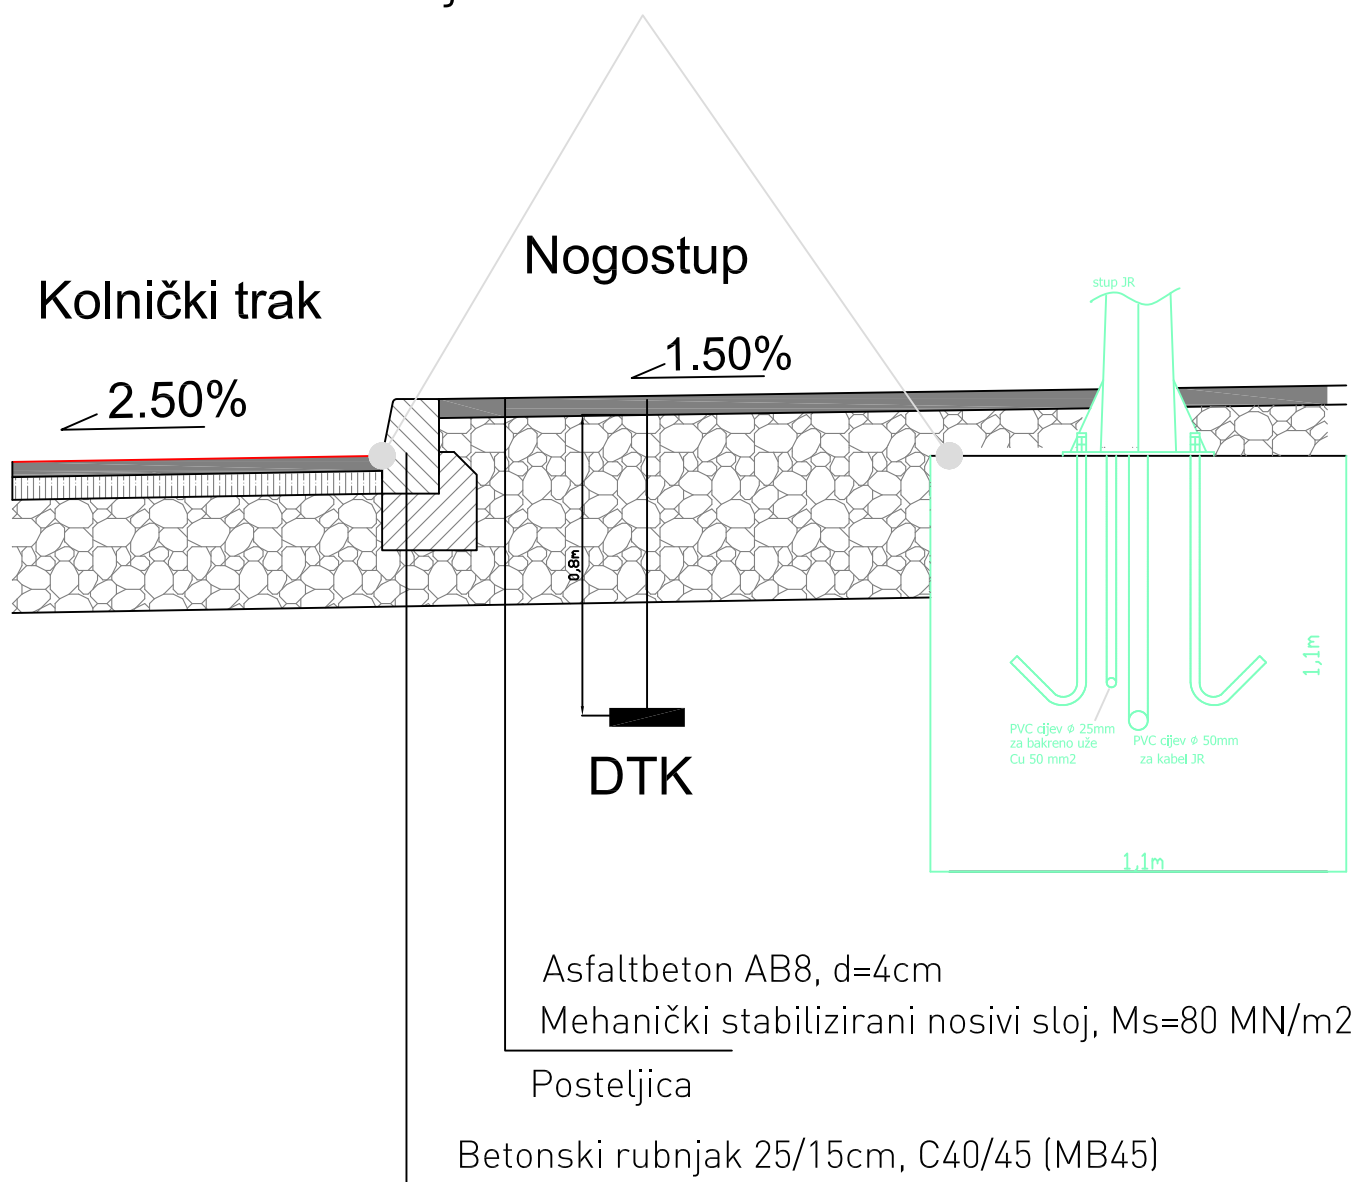 Nogostup
Kolnički trak
stup JR
1.50%
2.50%
0,8m
1,1m
PVC cijev ϕ 25mm
za bakreno uže
Cu 50 mm2
PVC cijev ϕ 50mm
za kabel JR
DTK
1,1m
Asfaltbeton AB8, d=4cm
Mehanički stabilizirani nosivi sloj, Ms=80 MN/m2
Posteljica
Betonski rubnjak 25/15cm, C40/45 (MB45)